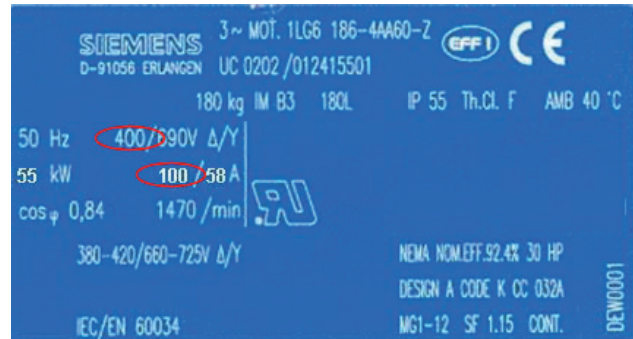 SIEMENS 3~ MOT. 1LG6 186-4AA60-Z EFF 1 CE
D-91056 ERLANGEN UC 0202/012415501
180 kg IM B3 180L IP 55 Th.Cl. F AMB 40 °C
50 Hz 400/690V Δ/Y
55 kW 100/58 A
cosφ 0,84 1470/min RU
380-420/660-725V Δ/Y NEMA NOM.EFF.92.4% 30 HP
DESIGN A CODE K CC 032A
IEC/EN 60034 MG1-12 SF 1.15 CONT.
DEW0001